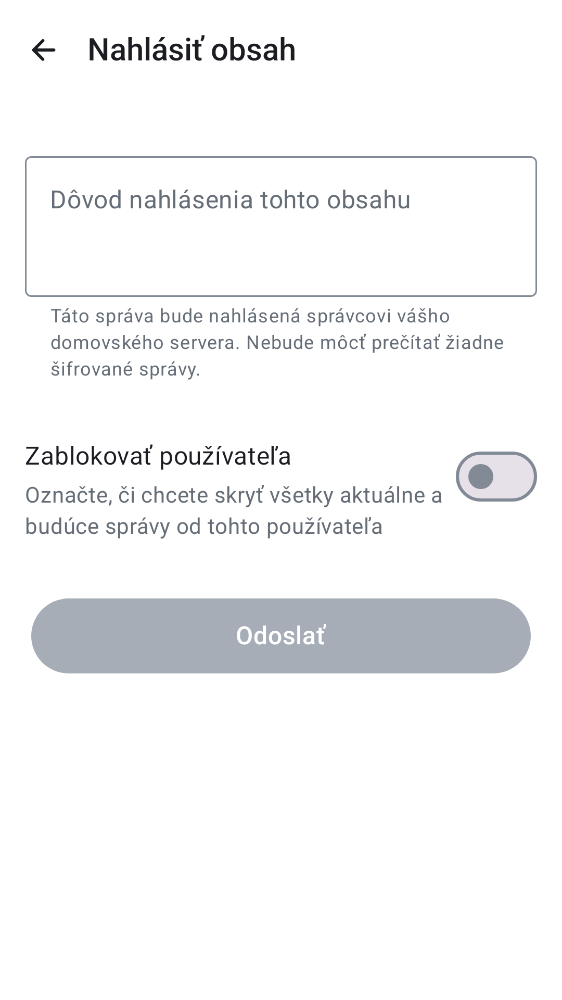 Nahlásiť obsah
Dôvod nahlásenia tohto obsahu
Táto správa bude nahlásená správcovi vášho
domovského servera. Nebude môcť prečítať žiadne
šifrované správy.
Zablokovať používateľa
Označte, či chcete skryť všetky aktuálne a
budúce správy od tohto používateľa
Odoslať